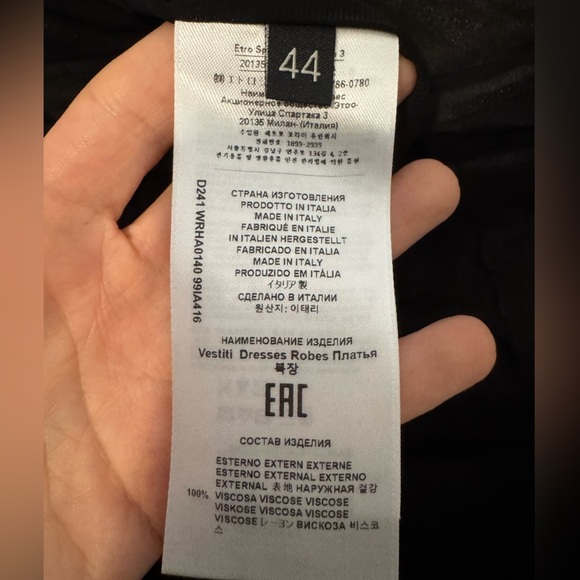 44
Etro Sp 3
20135
786-0780
Акционерное общество Этро
Улица Спартака 3
20135 Милан (Италия)
СТРАНА ИЗГОТОВЛЕНИЯ
PRODOTTO IN ITALIA
MADE IN ITALY
FABRIQUÉ EN ITALIE
IN ITALIEN HERGESTELLT
FABRICADO EN ITALIA
MADE IN ITALY
PRODUZIDO EM ITÁLIA
イタリア製
СДЕЛАНО В ИТАЛИИ
원산지: 이태리
D241 WRHA0140 99IA416
НАИМЕНОВАНИЕ ИЗДЕЛИЯ
Vestiti Dresses Robes Платья
복장
EAC
СОСТАВ ИЗДЕЛИЯ
ESTERNO EXTERN EXTERNE
ESTERNO EXTERNAL EXTERNO
EXTERNAL 表地 НАРУЖНАЯ 겉감
100% VISCOSA VISCOSE VISCOSE
VISKOSE VISCOSA VISCOSE
VISCOSE レーヨン ВИСКОЗА 비스코
스